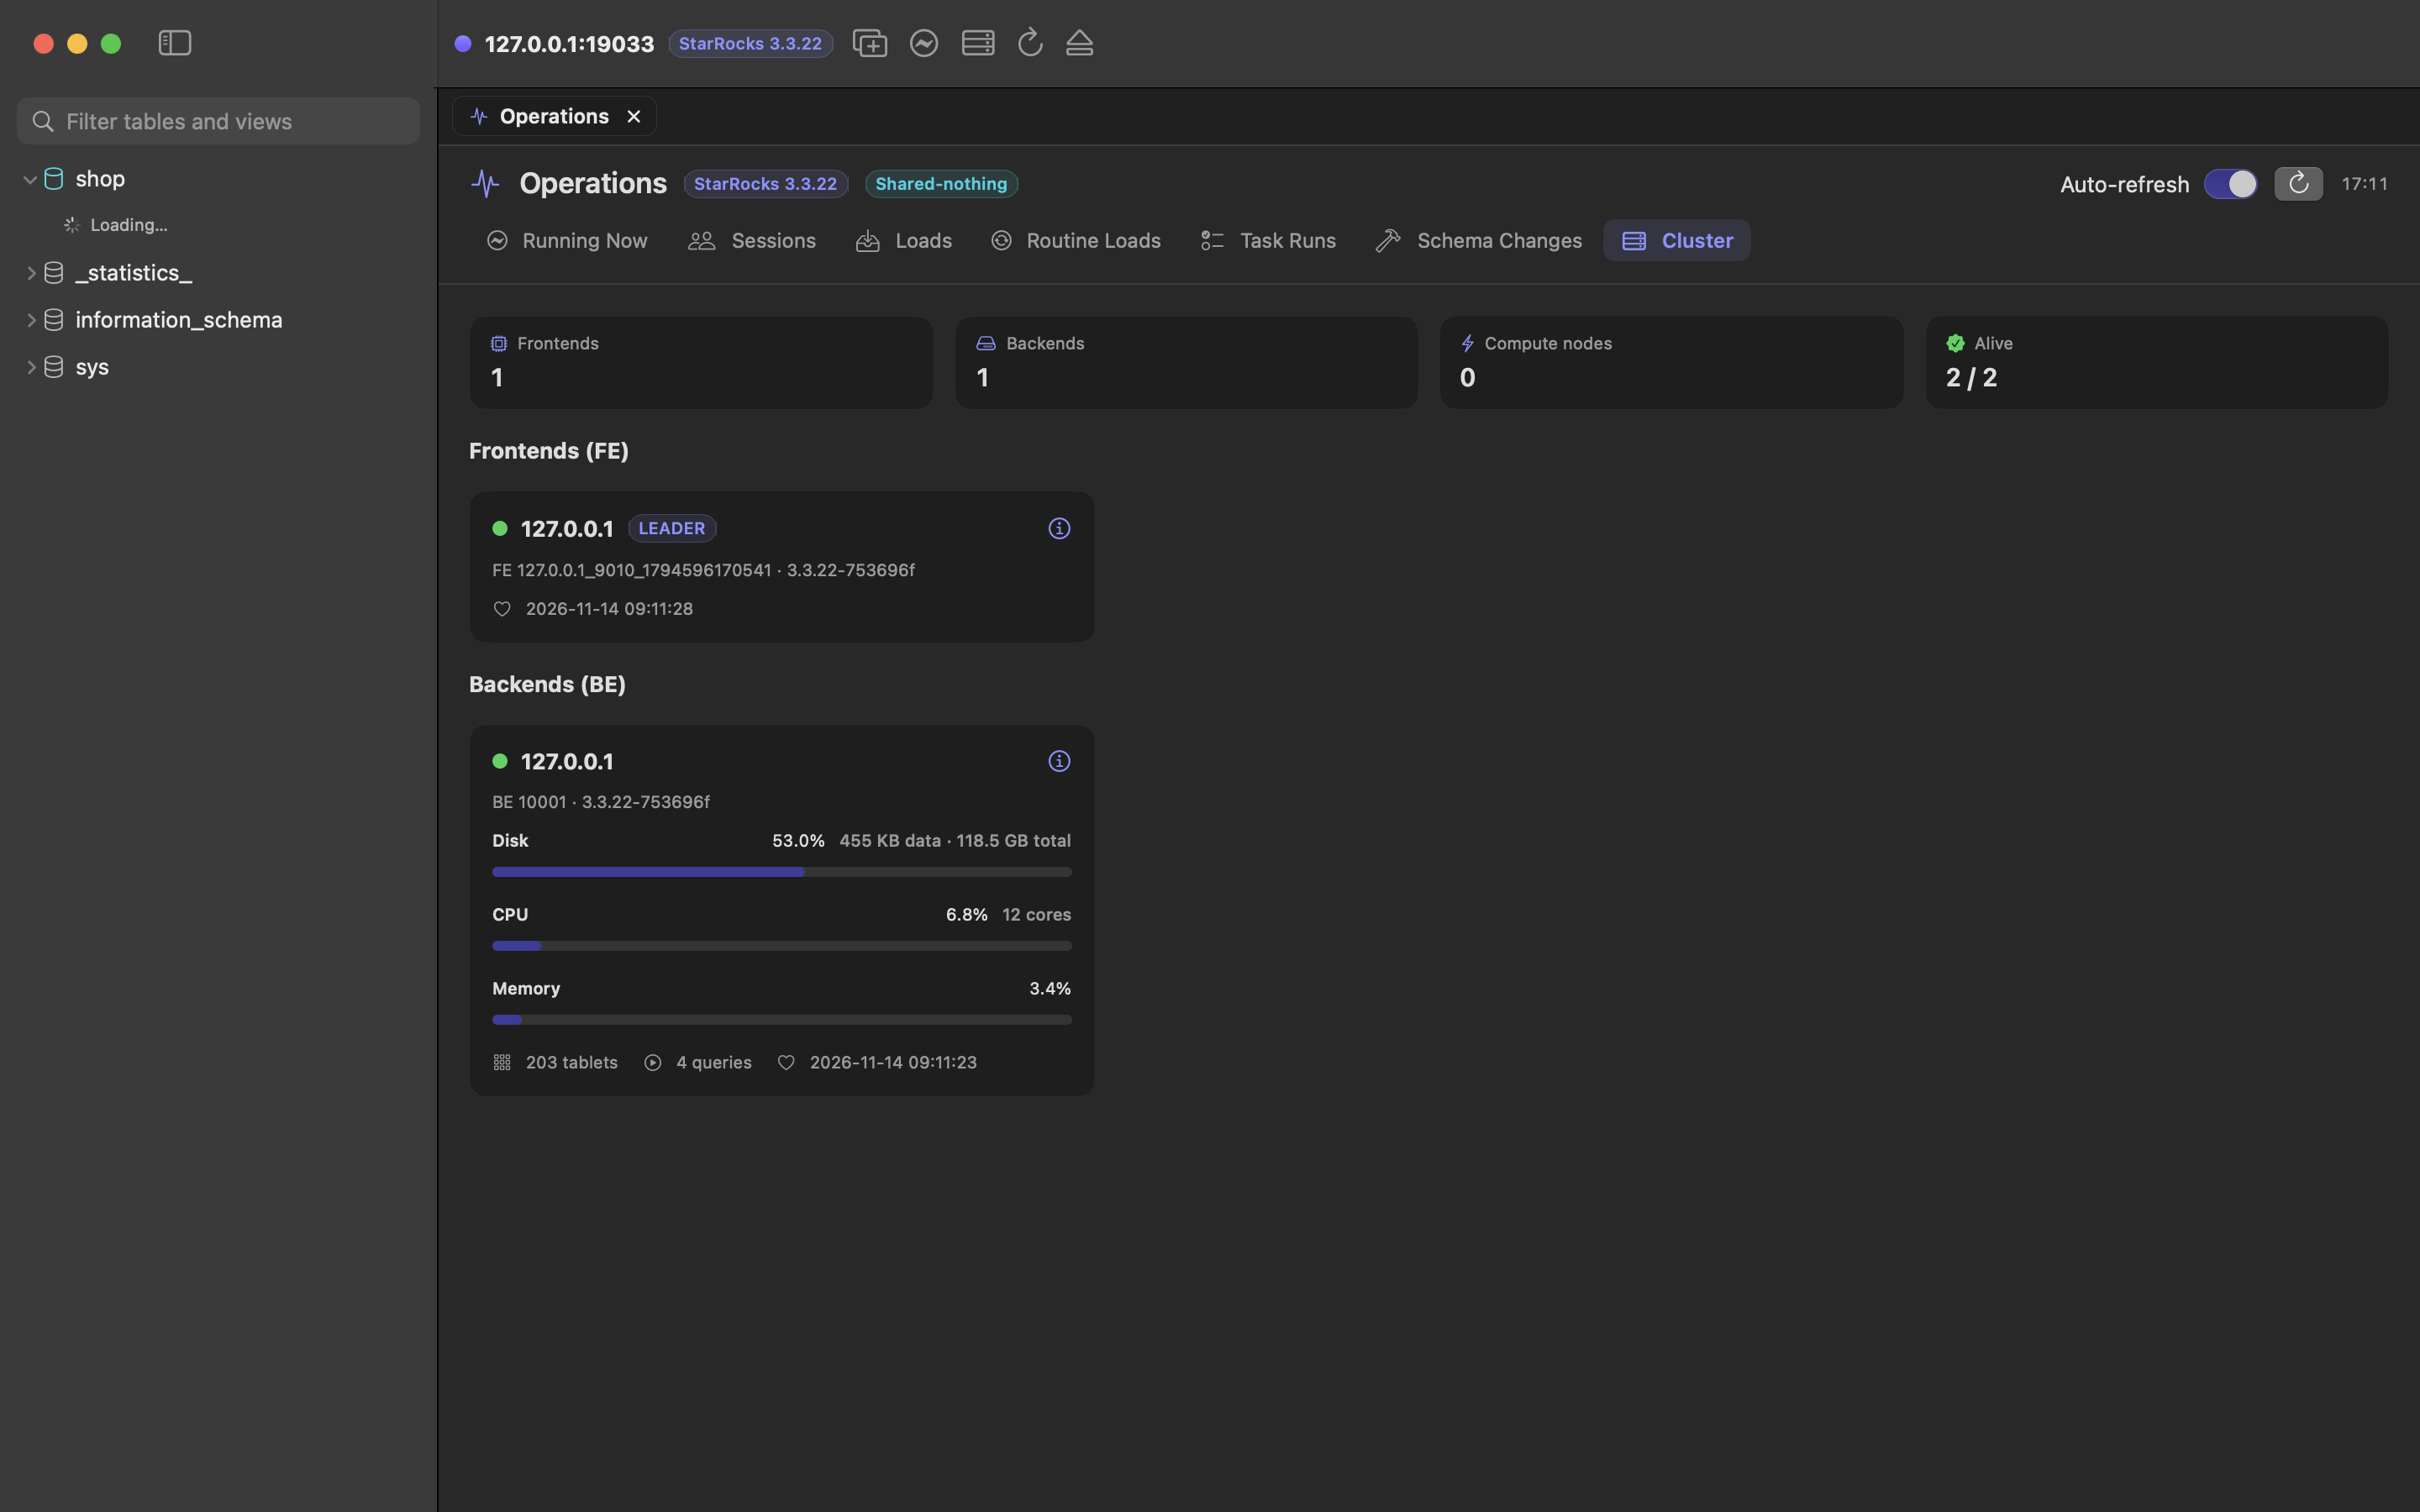 127.0.0.1:19033 StarRocks 3.3.22
Filter tables and views
shop
Loading...
_statistics_
information_schema
sys
Operations
Operations StarRocks 3.3.22 Shared-nothing Auto-refresh 17:11
Running Now Sessions Loads Routine Loads Task Runs Schema Changes Cluster
Frontends
1
Backends
1
Compute nodes
0
Alive
2 / 2
Frontends (FE)
127.0.0.1 LEADER
FE 127.0.0.1_9010_1794596170541 · 3.3.22-753696f
2026-11-14 09:11:28
Backends (BE)
127.0.0.1
BE 10001 · 3.3.22-753696f
Disk 53.0% 455 KB data · 118.5 GB total
CPU 6.8% 12 cores
Memory 3.4%
203 tablets 4 queries 2026-11-14 09:11:23